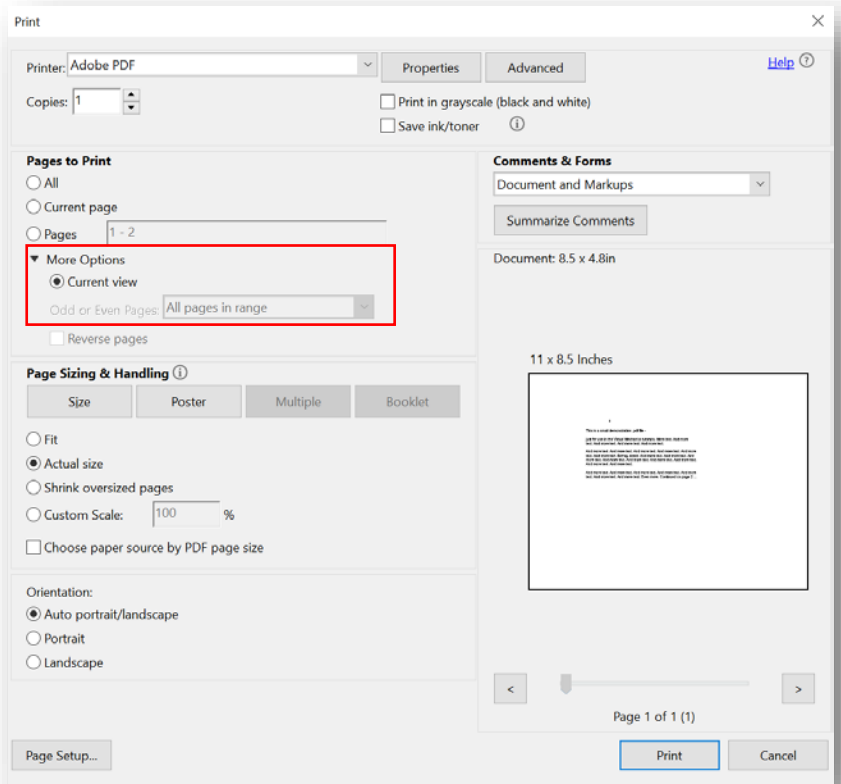 Print
Printer: Adobe PDF
Properties
Advanced
Help
Copies: 1
Print in grayscale (black and white)
Save ink/toner
Pages to Print
All
Current page
Pages 1 - 2
More Options
Current view
Odd or Even Pages: All pages in range
Reverse pages
Comments & Forms
Document and Markups
Summarize Comments
Document: 8.5 x 4.8in
11 x 8.5 Inches
Page Sizing & Handling
Size
Poster
Multiple
Booklet
Fit
Actual size
Shrink oversized pages
Custom Scale: 100 %
Choose paper source by PDF page size
Orientation:
Auto portrait/landscape
Portrait
Landscape
<
>
Page 1 of 1 (1)
Page Setup...
Print
Cancel